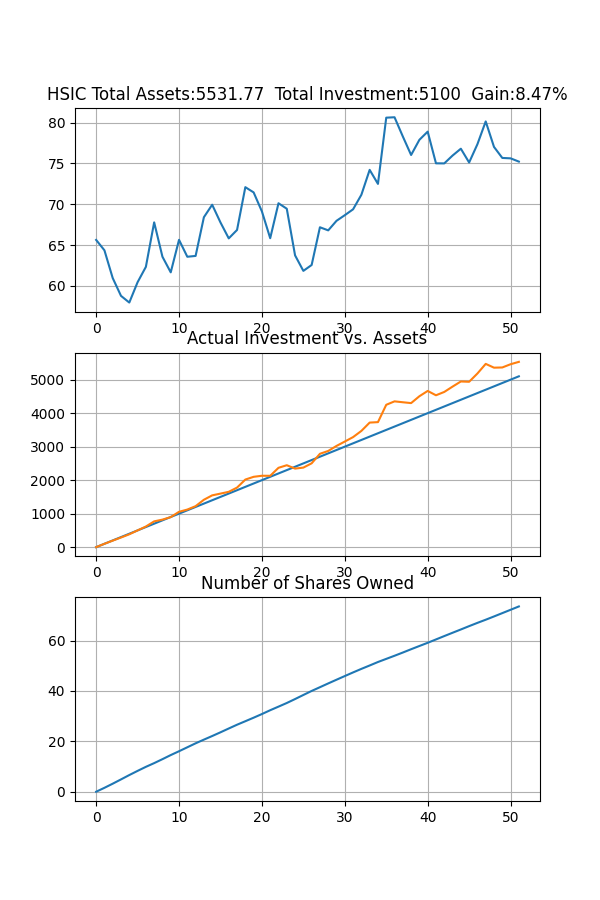 HSIC Total Assets:5531.77  Total Investment:5100  Gain:8.47%
80
75
70
65
60
0 10 20 30 40 50
Actual Investment vs. Assets
5000
4000
3000
2000
1000
0
0 10 20 30 40 50
Number of Shares Owned
60
40
20
0
0 10 20 30 40 50